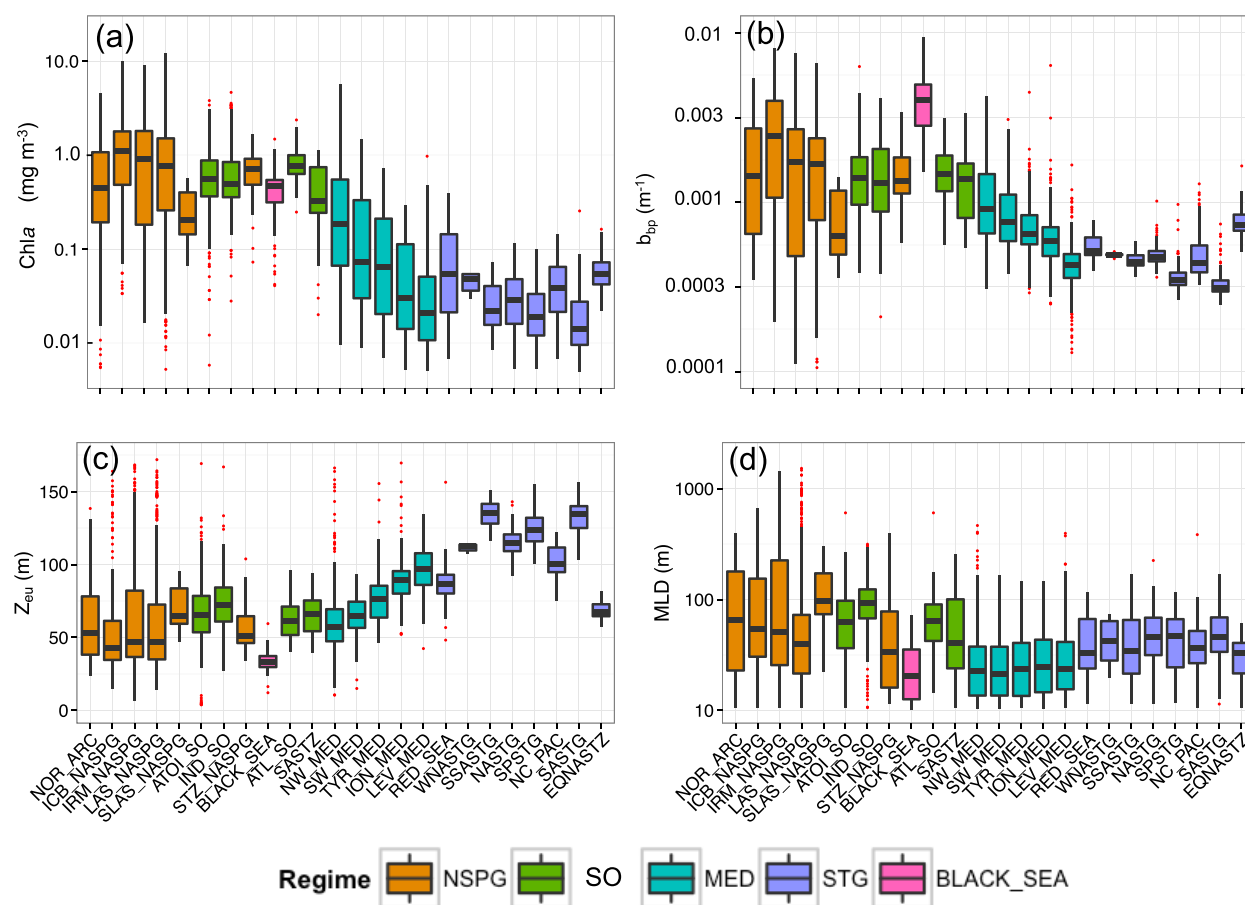 (a)
Chla (mg m-3)
10.0
1.0
0.1
0.01
(b)
bbp (m-1)
0.01
0.003
0.001
0.0003
0.0001
(c)
Zeu (m)
150
100
50
0
NOR_ARC
ICB_NASPG
IRM_NASPG
LAS_NASPG
SLAS_NASPG
ATOI_SO
IND_SO
STZ_NASPG
BLACK_SEA
ATL_SO
SASTZ
NW_MED
SW_MED
TYR_MED
ION_MED
LEV_MED
RED_SEA
WNASTG
SSASTG
NASTG
SPSTG
NC_PAC
SASTG
EQNASTZ
(d)
MLD (m)
1000
100
10
NOR_ARC
ICB_NASPG
IRM_NASPG
LAS_NASPG
SLAS_NASPG
ATOI_SO
IND_SO
STZ_NASPG
BLACK_SEA
ATL_SO
SASTZ
NW_MED
SW_MED
TYR_MED
ION_MED
LEV_MED
RED_SEA
WNASTG
SSASTG
NASTG
SPSTG
NC_PAC
SASTG
EQNASTZ
Regime NSPG SO MED STG BLACK_SEA